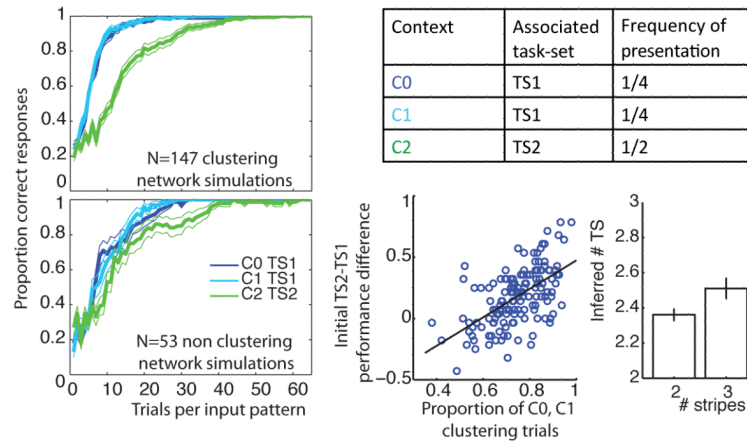 Proportion correct responses
1
0.8
0.6
0.4
0.2
0
N=147 clustering
network simulations
1
0.8
0.6
0.4
0.2
0
C0 TS1
C1 TS1
C2 TS2
N=53 non clustering
network simulations
0 10 20 30 40 50 60
Trials per input pattern
Context Associated task-set Frequency of presentation
C0 TS1 1/4
C1 TS1 1/4
C2 TS2 1/2
Initial TS2-TS1
performance difference
1
0.5
0
−0.5
0.4 0.6 0.8 1
Proportion of C0, C1
clustering trials
Inferred # TS
3
2.8
2.6
2.4
2.2
2
2 3
# stripes